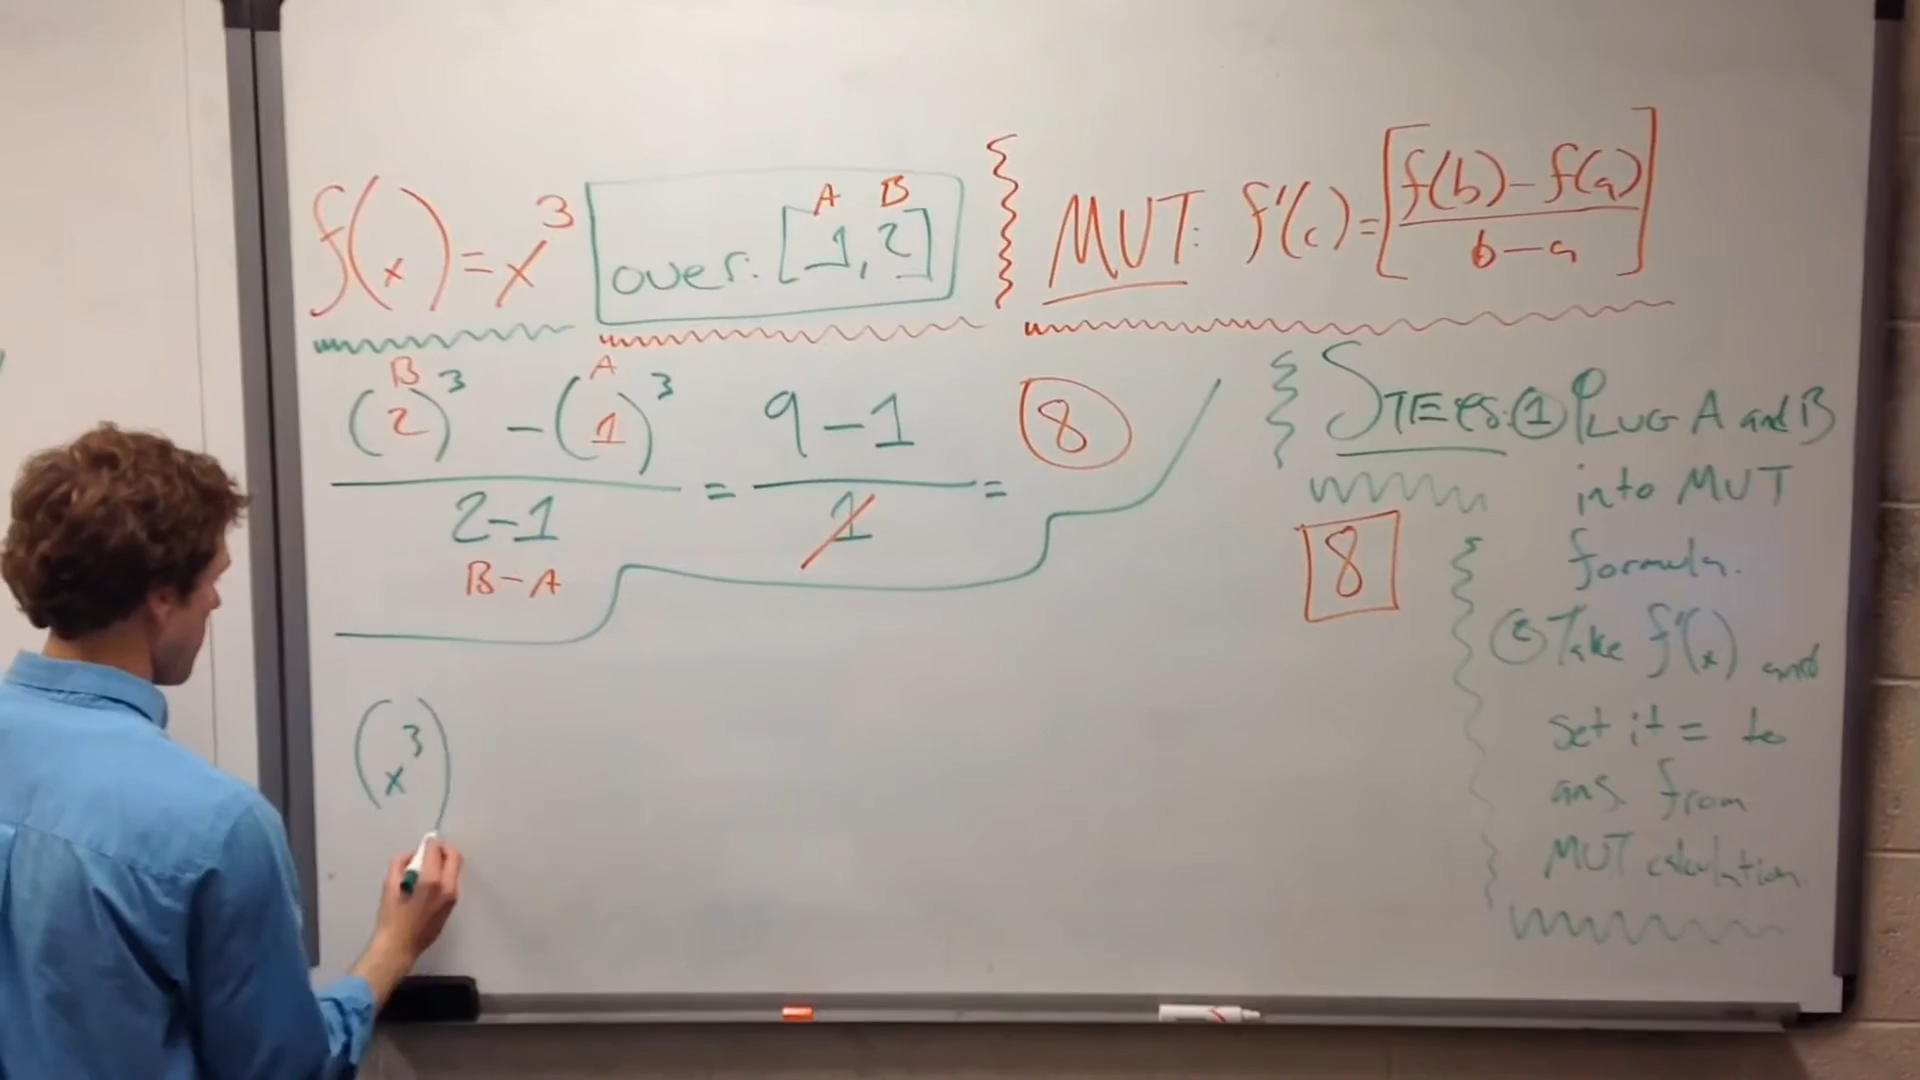 f(x) = x³
A B
over: [1, 2]
MVT: f'(c) = [f(b) - f(a) / b - a]
B A
(2)³ - (1)³ / 2 - 1 = 9 - 1 / 1 = 8
B - A
STEPS: ① PLUG A and B
into MVT
formula.
8
② Take f'(x) and
set it = to
ans. from
MVT calculation
(x³)